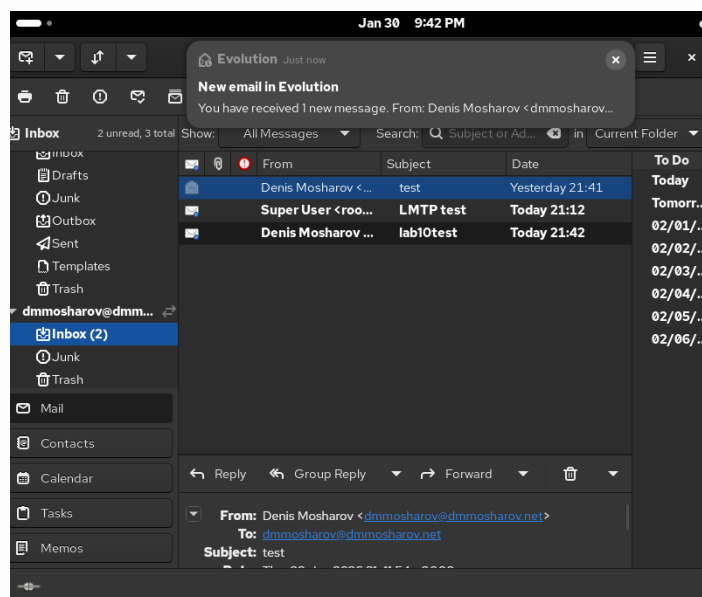 Jan 30 9:42 PM
Evolution Just now
New email in Evolution
You have received 1 new message. From: Denis Mosharov <dmmosharov...
Inbox 2 unread, 3 total Show: All Messages Search: Subject or Ad... in Current Folder
Inbox
Drafts
Junk
Outbox
Sent
Templates
Trash
dmmosharov@dmm...
Inbox (2)
Junk
Trash
Mail
Contacts
Calendar
Tasks
Memos
From Subject Date
Denis Mosharov <... test Yesterday 21:41
Super User <roo... LMTP test Today 21:12
Denis Mosharov ... lab10test Today 21:42
Reply Group Reply Forward
From: Denis Mosharov <dmmosharov@dmmosharov.net>
To: dmmosharov@dmmosharov.net
Subject: test
To Do
Today
Tomorr...
02/01/...
02/02/...
02/03/...
02/04/...
02/05/...
02/06/...